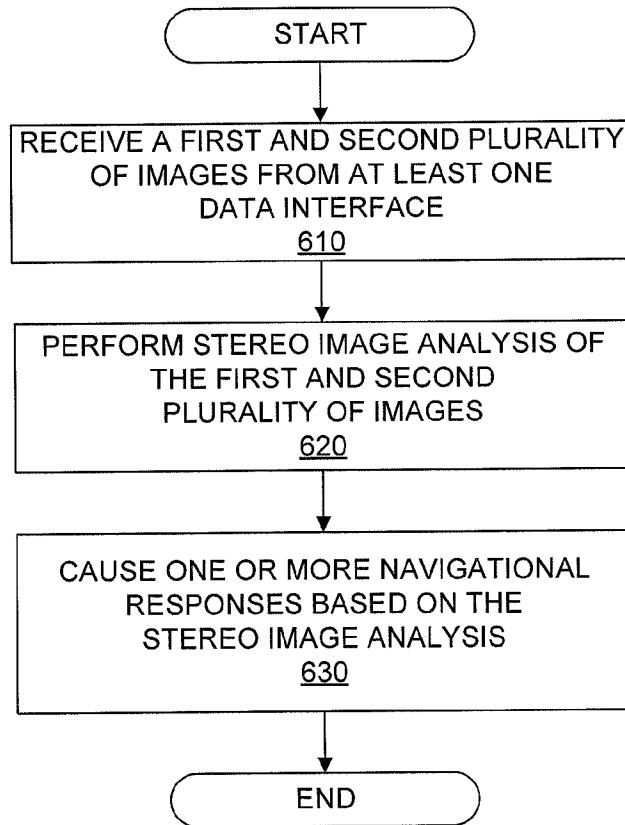 START
RECEIVE A FIRST AND SECOND PLURALITY
OF IMAGES FROM AT LEAST ONE
DATA INTERFACE
610
PERFORM STEREO IMAGE ANALYSIS OF
THE FIRST AND SECOND
PLURALITY OF IMAGES
620
CAUSE ONE OR MORE NAVIGATIONAL
RESPONSES BASED ON THE
STEREO IMAGE ANALYSIS
630
END